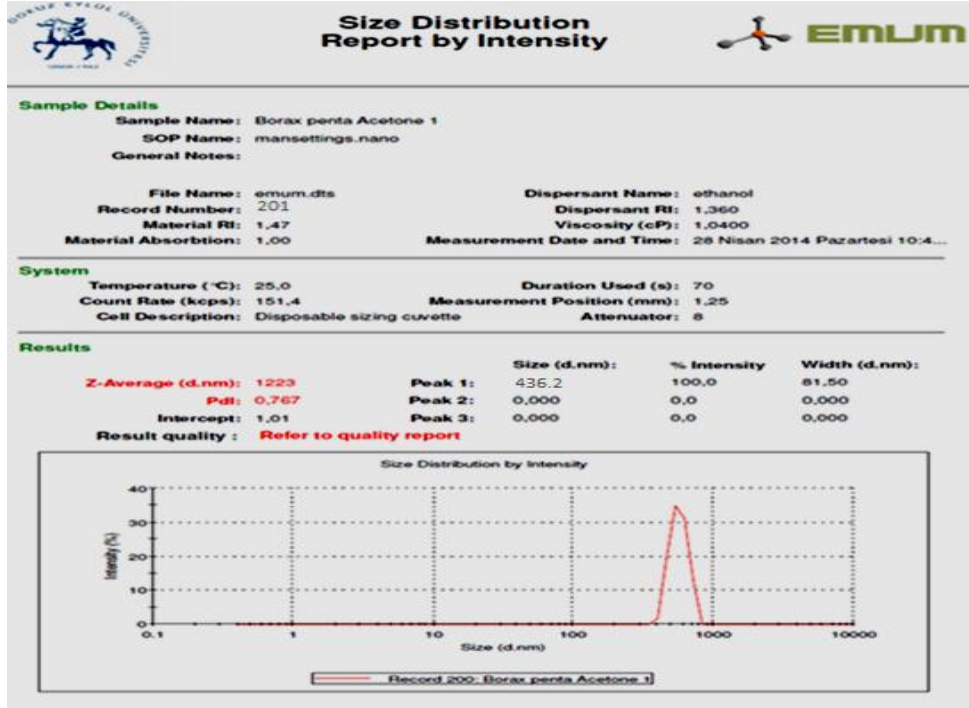 DOKUZ EYLÜL ÜNİVERSİTESİ
Size Distribution
Report by Intensity
EMUM
Sample Details
Sample Name: Borax penta Acetone 1
SOP Name: mansettings.nano
General Notes:
File Name: emum.dts Dispersant Name: ethanol
Record Number: 201 Dispersant RI: 1,360
Material RI: 1,47 Viscosity (cP): 1,0400
Material Absorbtion: 1,00 Measurement Date and Time: 28 Nisan 2014 Pazartesi 10:4...
System
Temperature (°C): 25,0 Duration Used (s): 70
Count Rate (kcps): 151,4 Measurement Position (mm): 1,25
Cell Description: Disposable sizing cuvette Attenuator: 8
Results
Size (d.nm): % Intensity Width (d.nm):
Z-Average (d.nm): 1223 Peak 1: 436.2 100,0 81,50
PdI: 0,767 Peak 2: 0,000 0,0 0,000
Intercept: 1,01 Peak 3: 0,000 0,0 0,000
Result quality : Refer to quality report
Size Distribution by Intensity
Intensity (%)
40
30
20
10
0
0.1 1 10 100 1000 10000
Size (d.nm)
Record 200: Borax penta Acetone 1